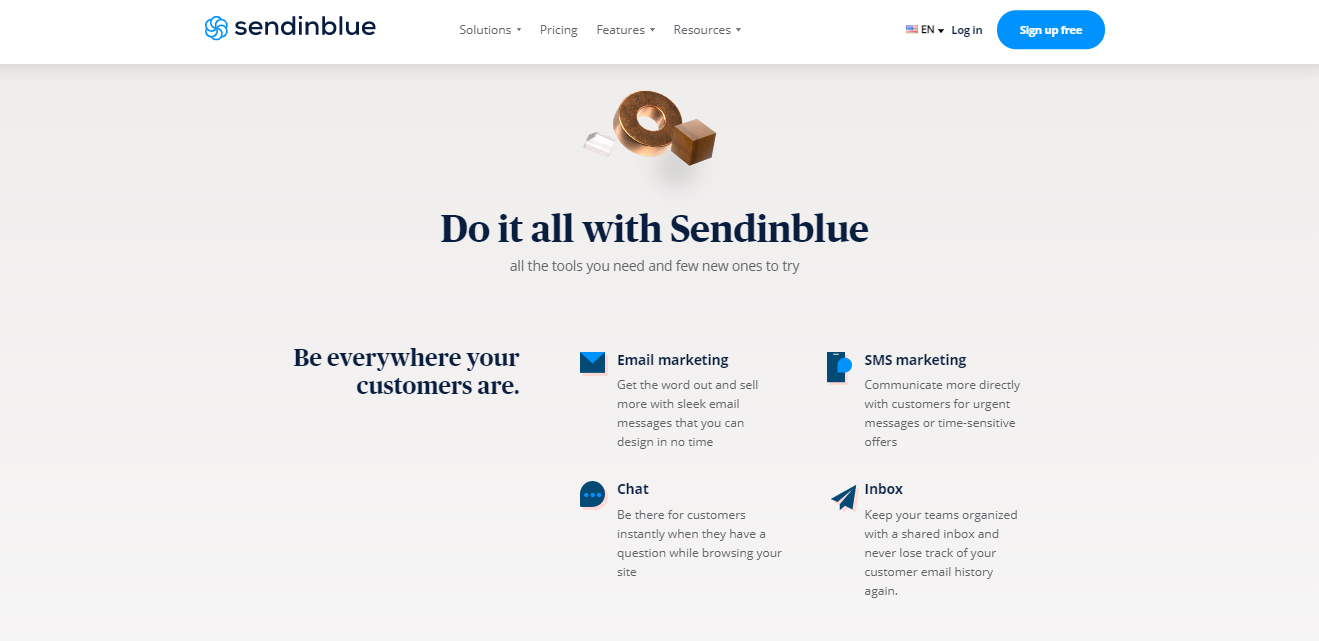 sendinblue
Solutions
Pricing
Features
Resources
EN
Log in
Sign up free
Do it all with Sendinblue
all the tools you need and few new ones to try
Be everywhere your
customers are.
Email marketing
Get the word out and sell
more with sleek email
messages that you can
design in no time
SMS marketing
Communicate more directly
with customers for urgent
messages or time-sensitive
offers
Chat
Be there for customers
instantly when they have a
question while browsing your
site
Inbox
Keep your teams organized
with a shared inbox and
never lose track of your
customer email history
again.